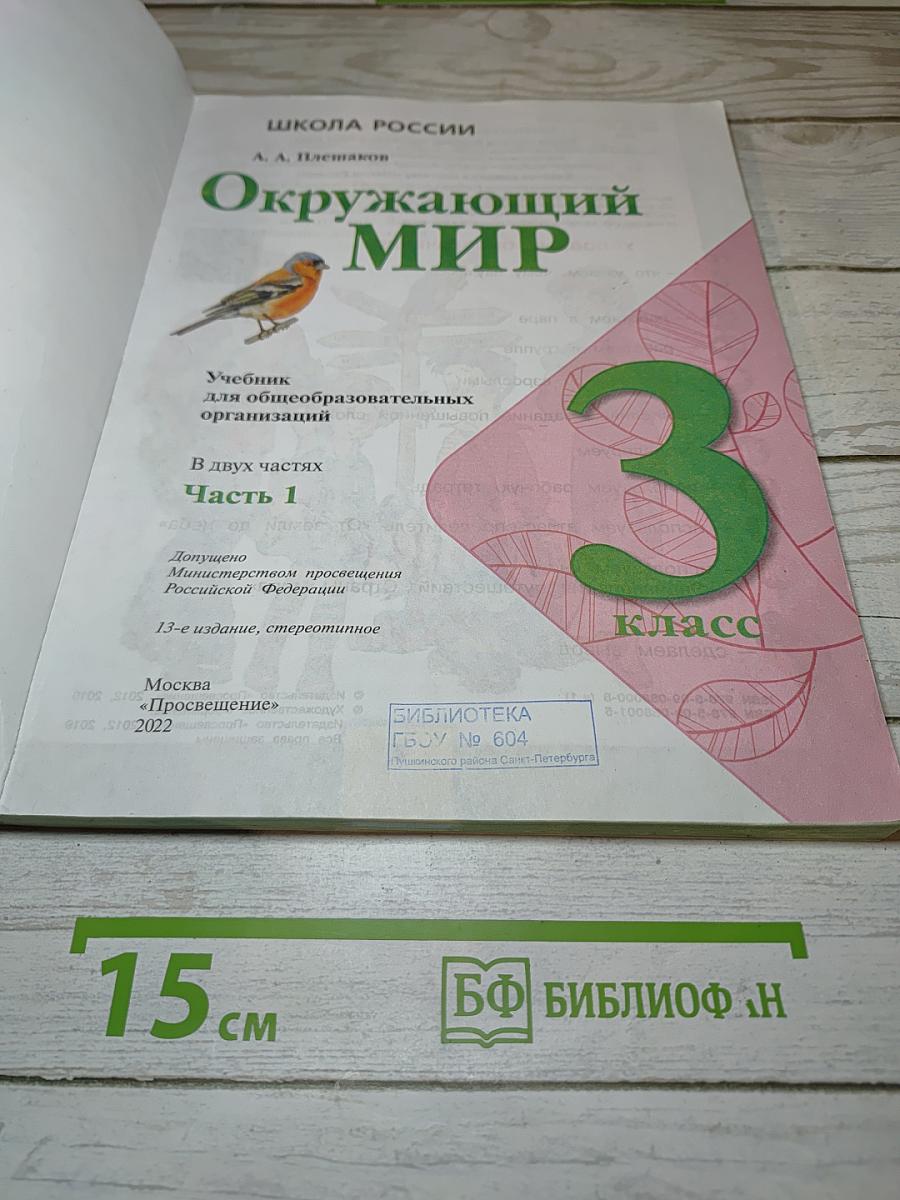 ШКОЛА РОССИИ
А. А. Плешаков
Окружающий
МИР
Учебник
для общеобразовательных
организаций
В двух частях
Часть 1
3
класс
Допущено
Министерством просвещения
Российской Федерации
13-е издание, стереотипное
Москва
«Просвещение»
2022
БИБЛИОТЕКА
ГБОУ № 604
Пушкинского района Санкт-Петербурга
15 см
БФ БИБЛИОФАН